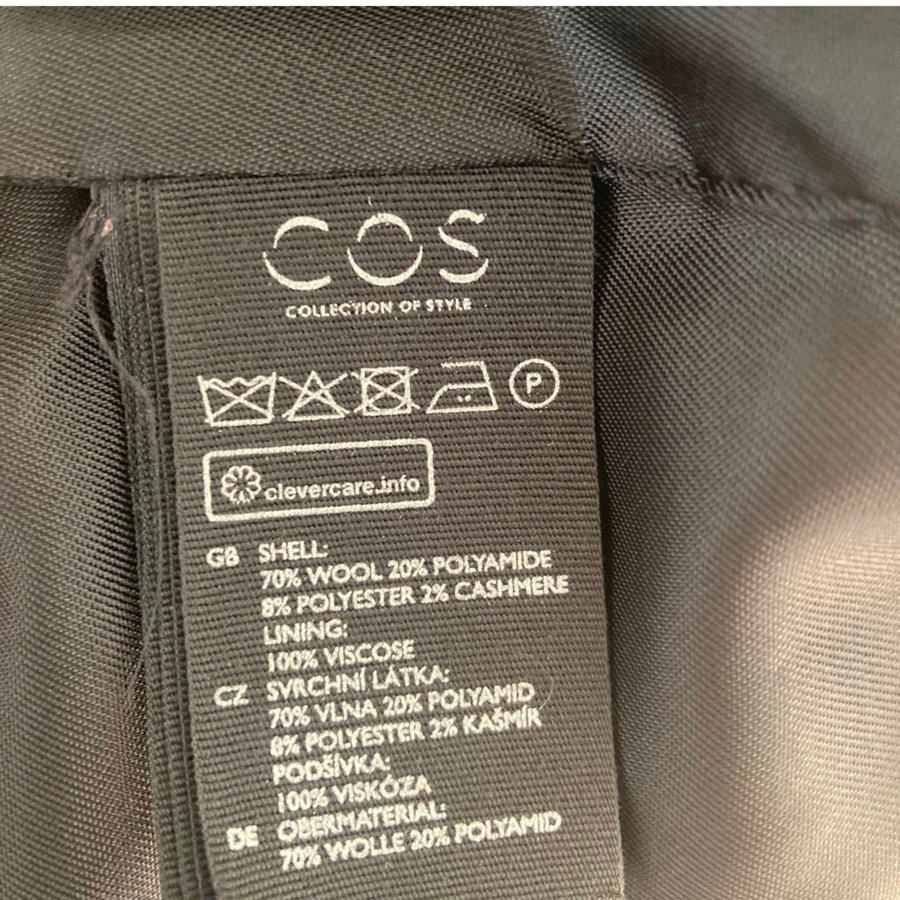 COS
COLLECTION OF STYLE
P
clevercare.info
GB SHELL:
70% WOOL 20% POLYAMIDE
8% POLYESTER 2% CASHMERE
LINING:
100% VISCOSE
CZ SVRCHNÍ LÁTKA:
70% VLNA 20% POLYAMID
8% POLYESTER 2% KAŠMÍR
PODŠÍVKA:
100% VISKÓZA
DE OBERMATERIAL:
70% WOLLE 20% POLYAMID